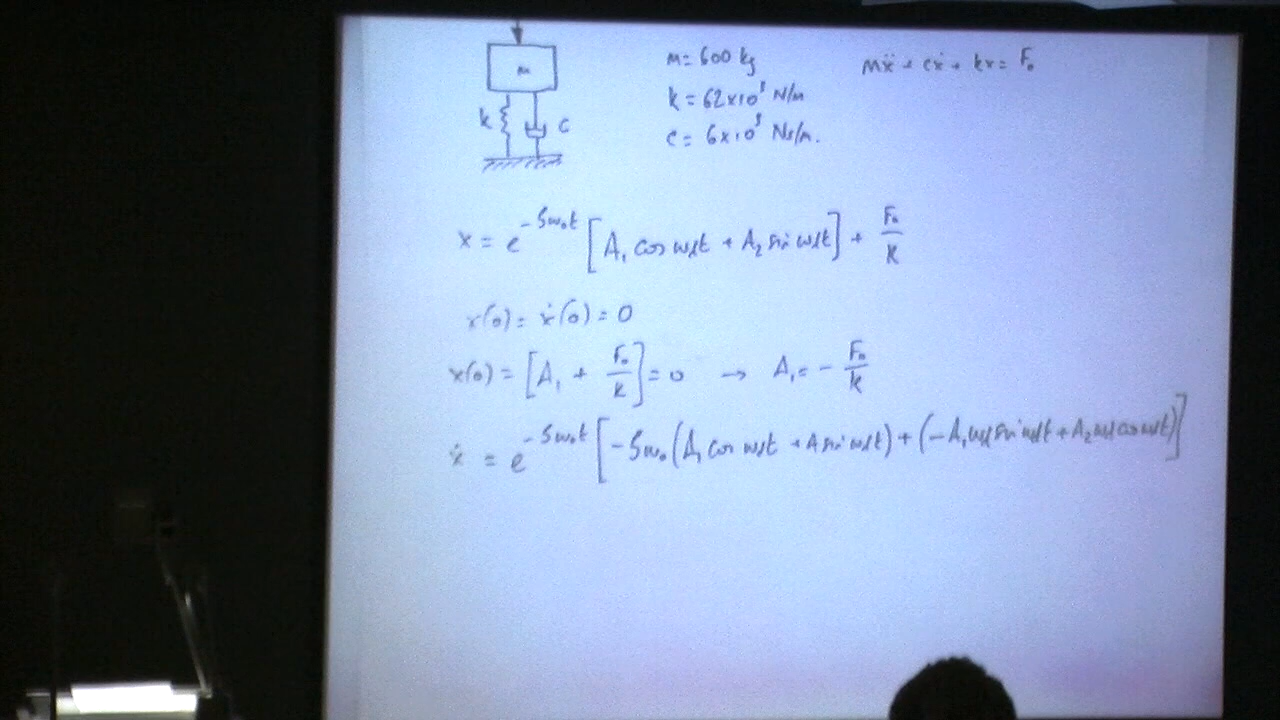 m
k
c
m = 600 kg
mẍ + cẋ + kx = F₀
k = 62×10³ N/m
c = 6×10³ Ns/m.
x = e^(-ζω₀t) [A₁ cos ω_d t + A₂ sin ω_d t] + F₀/k
x(0) = ẋ(0) = 0
x(0) = [A₁ + F₀/k] = 0 → A₁ = - F₀/k
ẋ = e^(-ζω₀t) [-ζω₀ (A₁ cos ω_d t + A sin ω_d t) + (-A₁ω_d sin ω_d t + A₂ω_d cos ω_d t)]